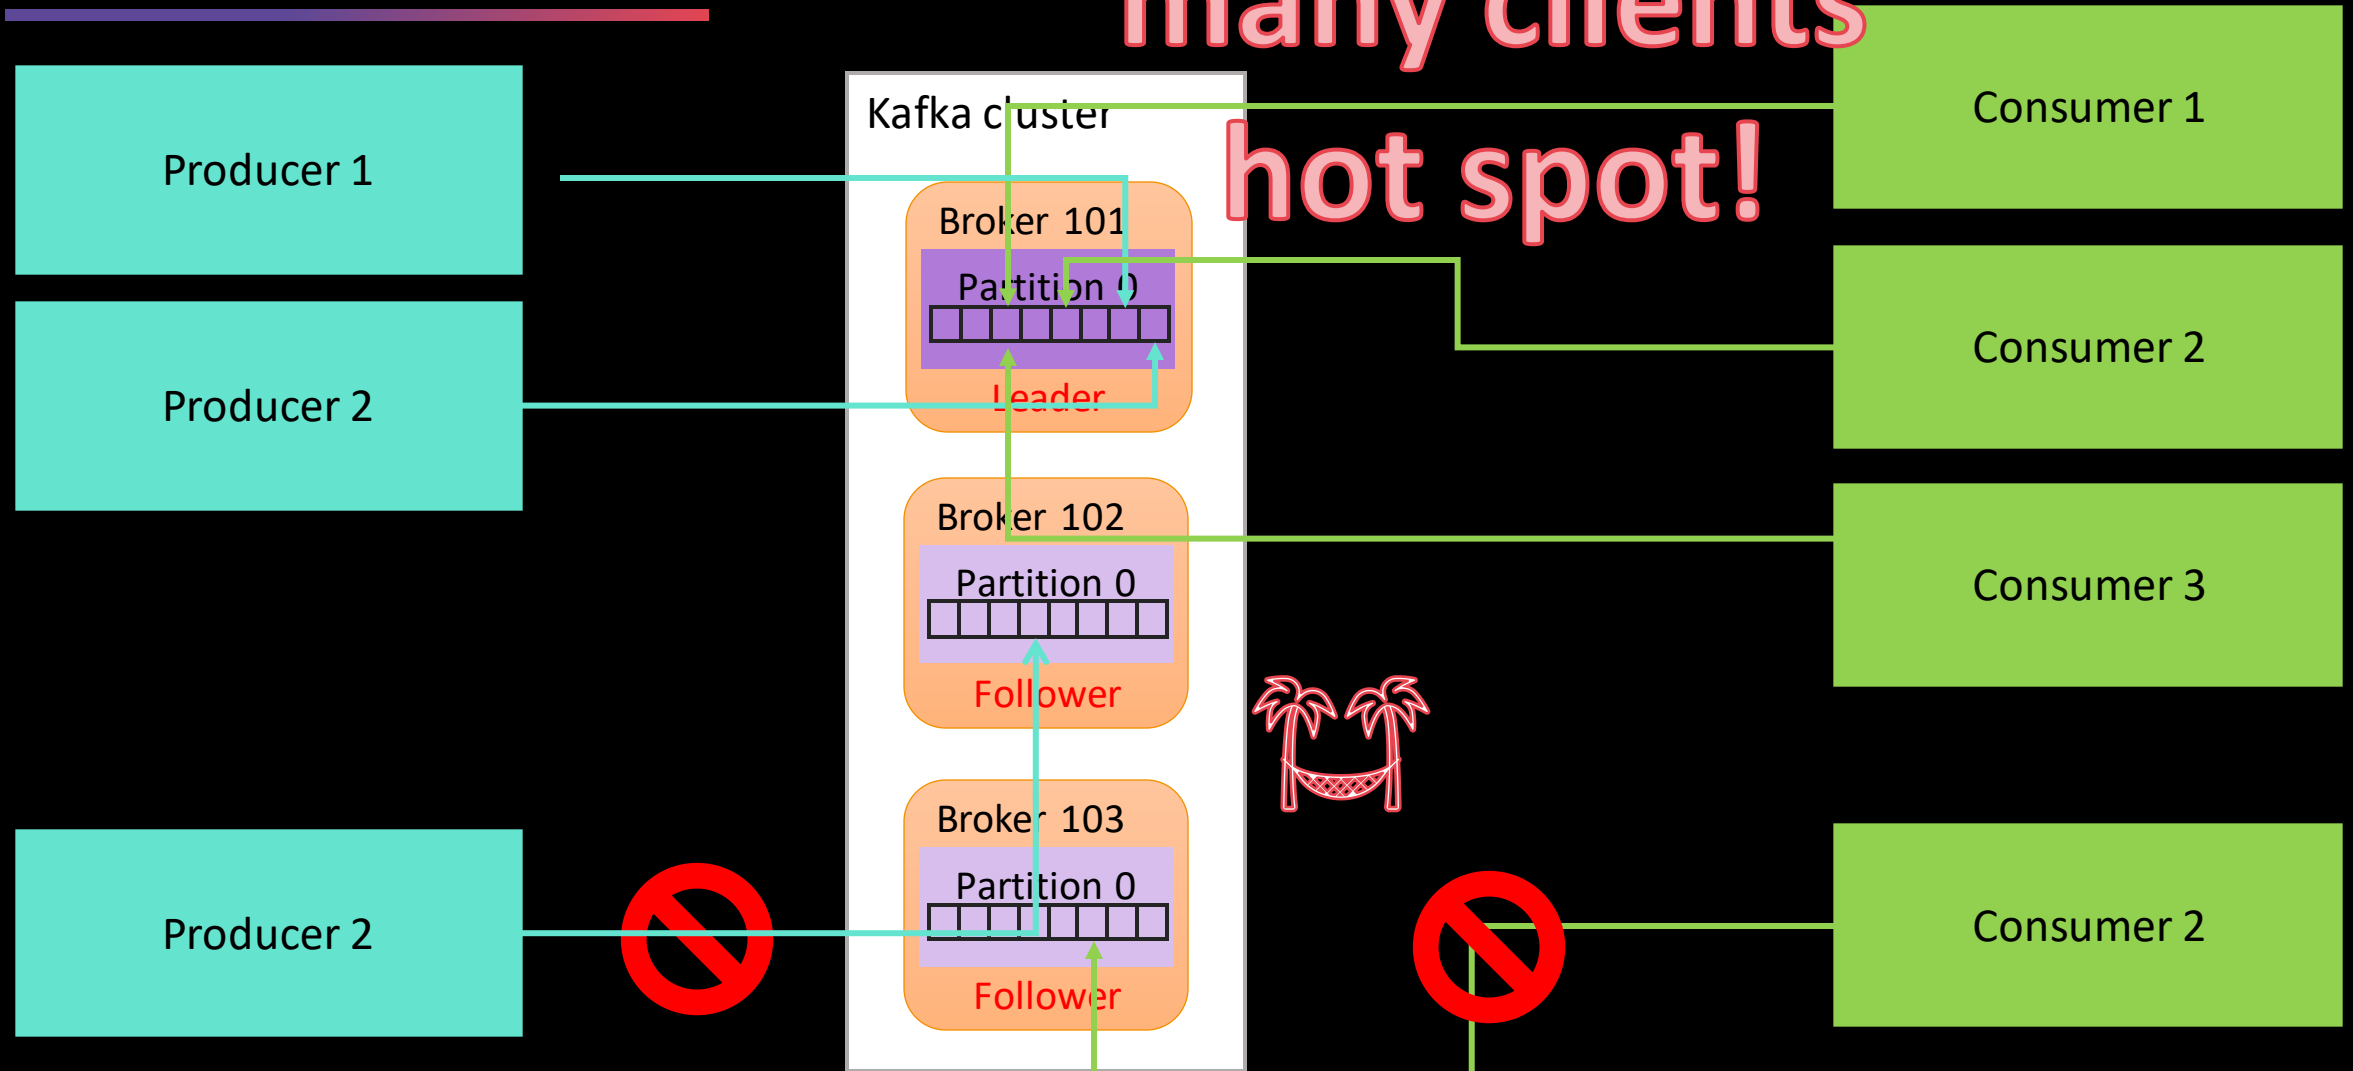 many clients
hot spot!
Producer 1
Producer 2
Producer 2
Kafka cluster
Broker 101
Partition 0
Leader
Broker 102
Partition 0
Follower
Broker 103
Partition 0
Follower
Consumer 1
Consumer 2
Consumer 3
Consumer 2